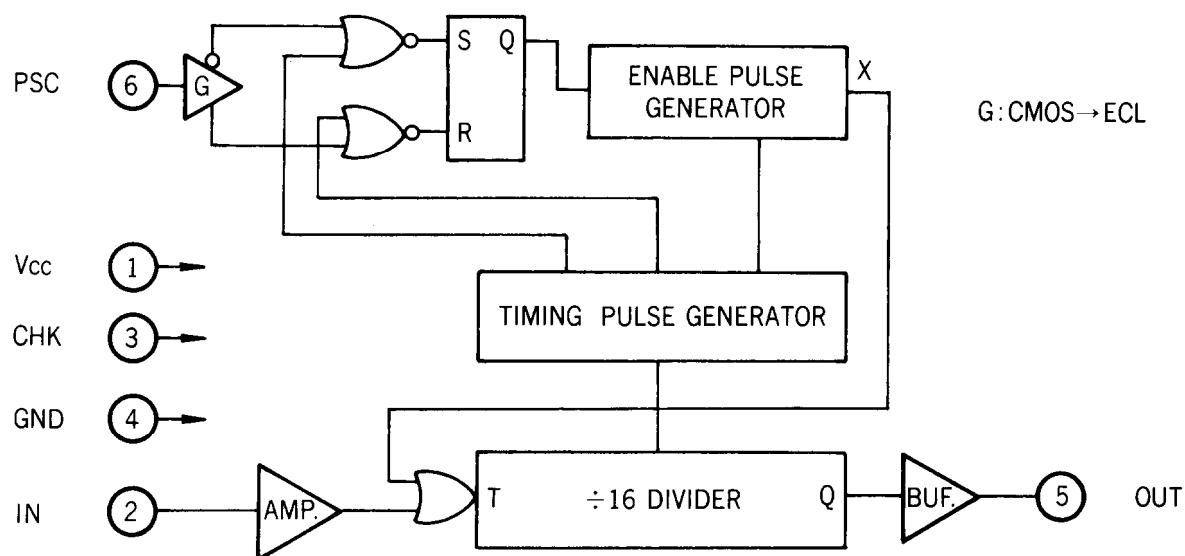 PSC 6 G S Q ENABLE PULSE X
GENERATOR
G:CMOS→ECL
R
Vcc 1
TIMING PULSE GENERATOR
CHK 3
GND 4
IN 2 AMP. T ÷16 DIVIDER Q BUF. 5 OUT